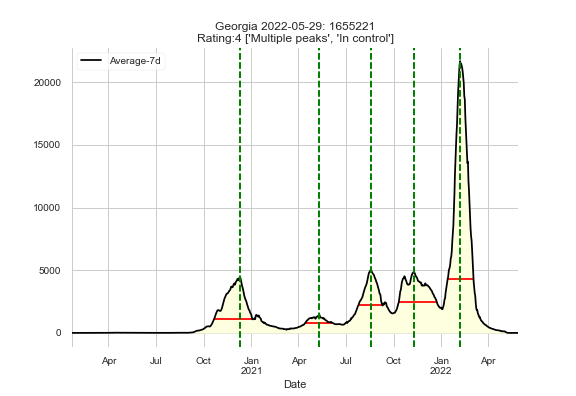 Georgia 2022-05-29: 1655221
Rating:4 ['Multiple peaks', 'In control']
Average-7d
20000
15000
10000
5000
0
Apr Jul Oct Jan Apr Jul Oct Jan Apr
2021 2022
Date